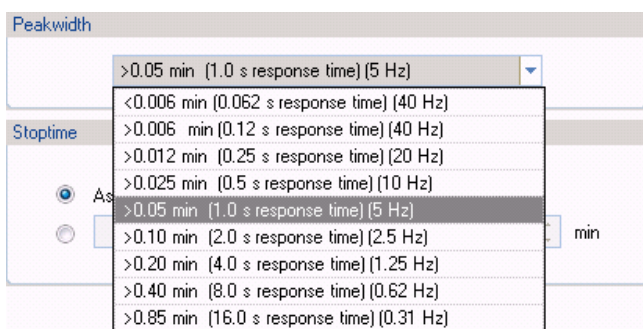 Peakwidth
>0.05 min (1.0 s response time) (5 Hz)
<0.006 min (0.062 s response time) (40 Hz)
>0.006 min (0.12 s response time) (40 Hz)
Stoptime
>0.012 min (0.25 s response time) (20 Hz)
>0.025 min (0.5 s response time) (10 Hz)
As
>0.05 min (1.0 s response time) (5 Hz)
>0.10 min (2.0 s response time) (2.5 Hz)
min
>0.20 min (4.0 s response time) (1.25 Hz)
>0.40 min (8.0 s response time) (0.62 Hz)
>0.85 min (16.0 s response time) (0.31 Hz)